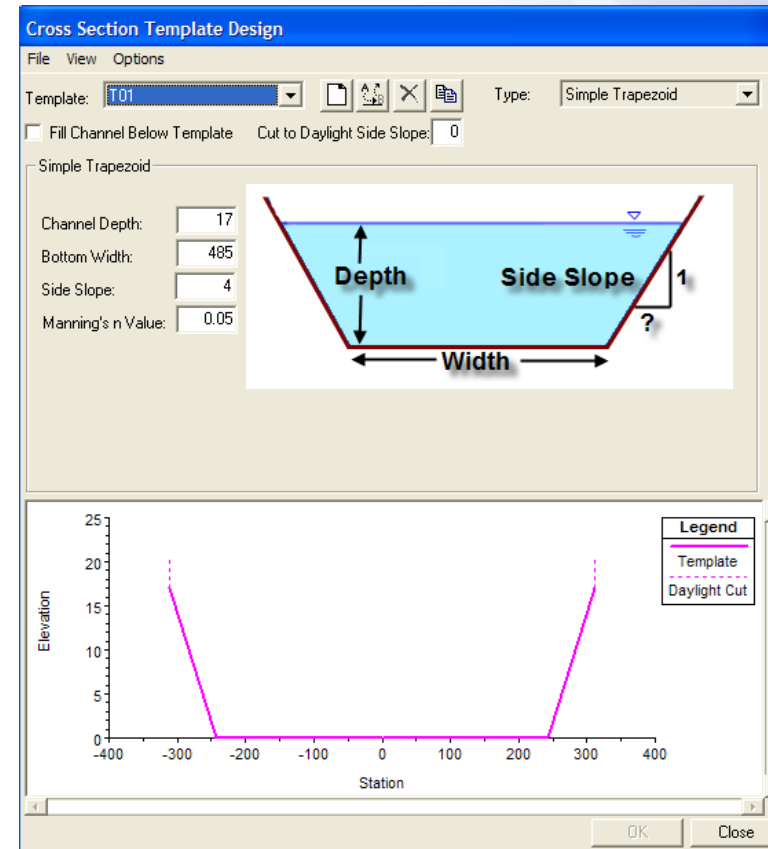 Cross Section Template Design
File View Options
Template: T01 Type: Simple Trapezoid
Fill Channel Below Template Cut to Daylight Side Slope: 0
Simple Trapezoid
Channel Depth: 17
Bottom Width: 485
Side Slope: 4
Manning's n Value: 0.05
Depth Side Slope 1
?
Width
25
20
15
10
5
0
Elevation
-400 -300 -200 -100 0 100 200 300 400
Station
Legend
Template
Daylight Cut
OK Close